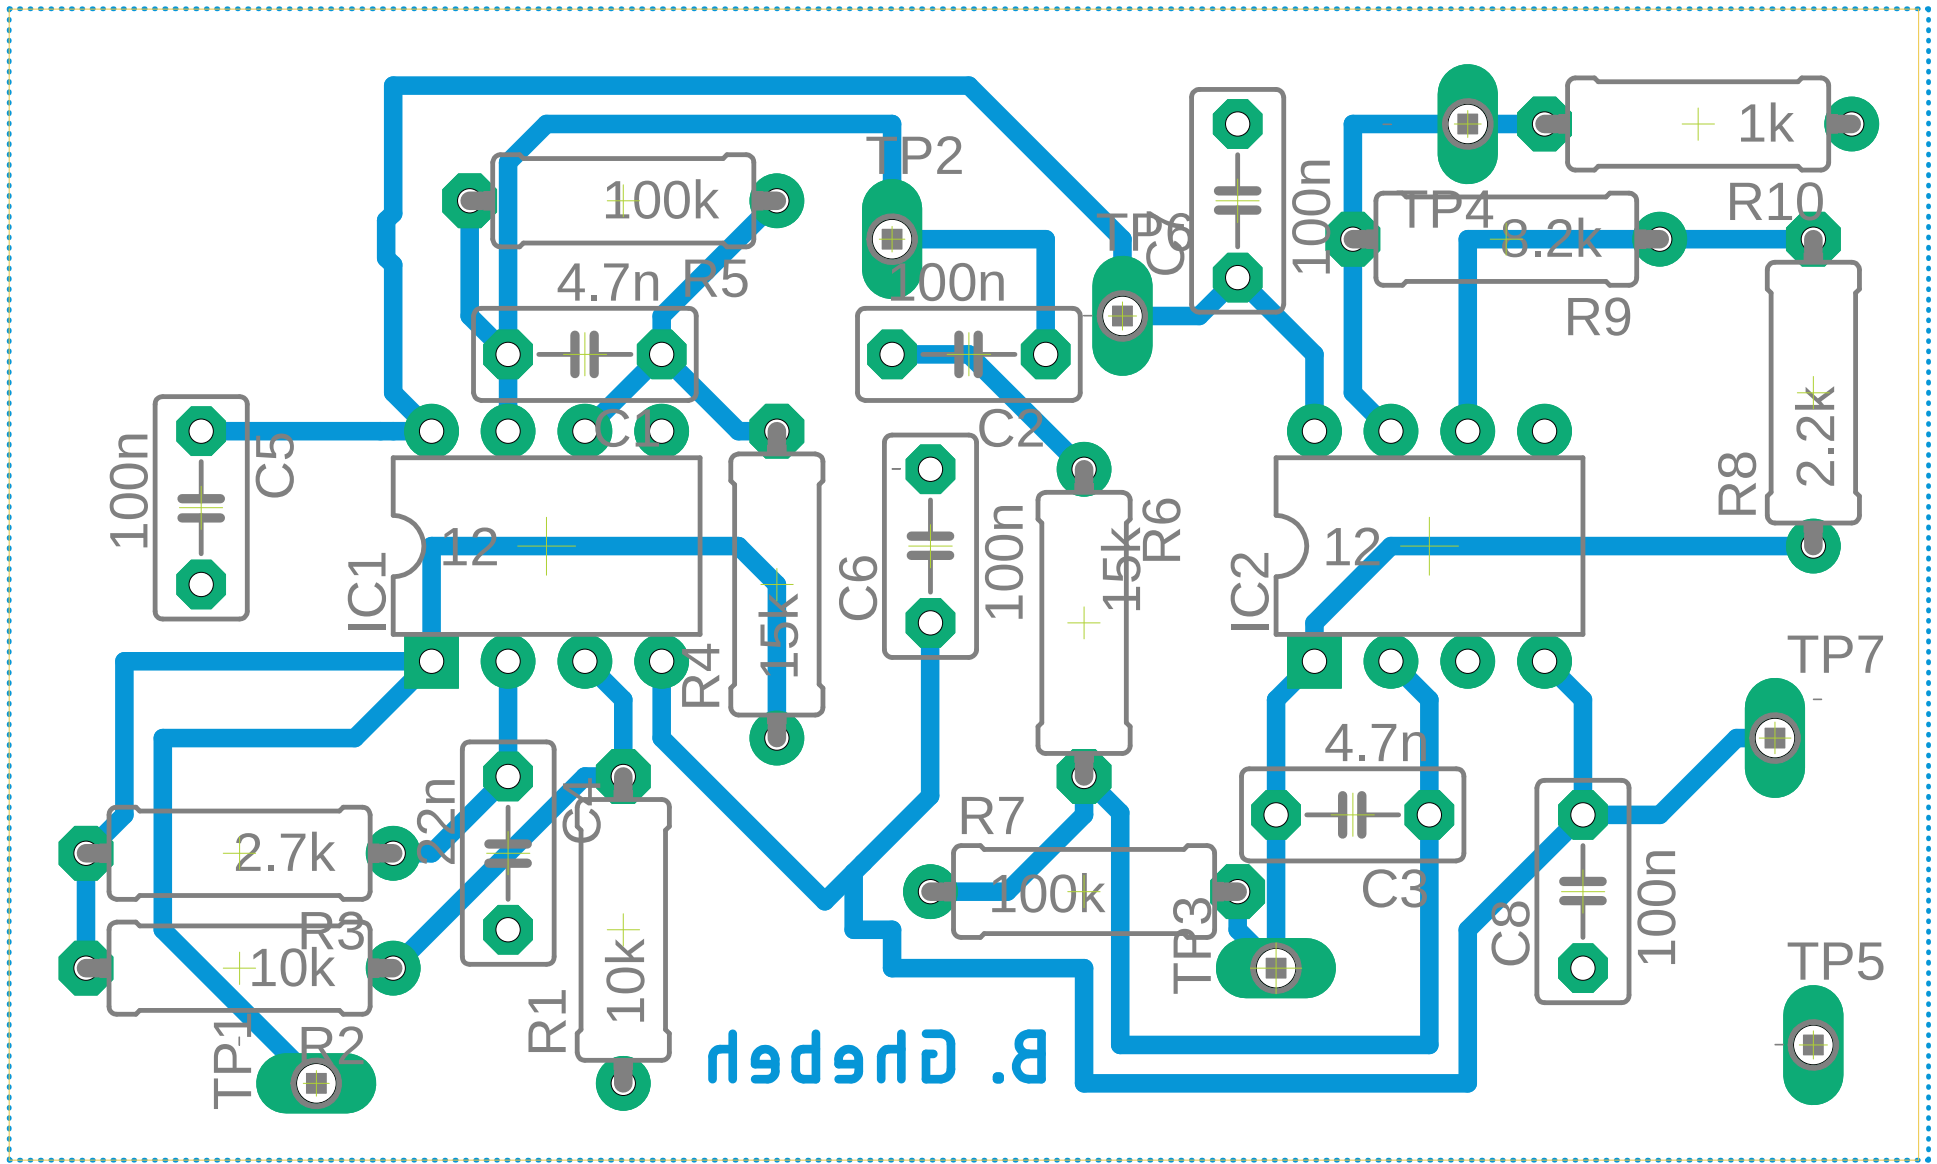 TP2
1k
100k
100n
TP4
R10
TP6
C7
8.2k
4.7n
R5
100n
R9
C1
C2
100n
C5
2.2k
R8
12
IC1
15k
R4
C6
100n
15k
R6
12
IC2
TP7
4.7n
22n
C4
R7
2.7k
100k
TP3
C3
C8
100n
R3
10k
10k
R1
TP5
TP1
R2
B. Ghebeh